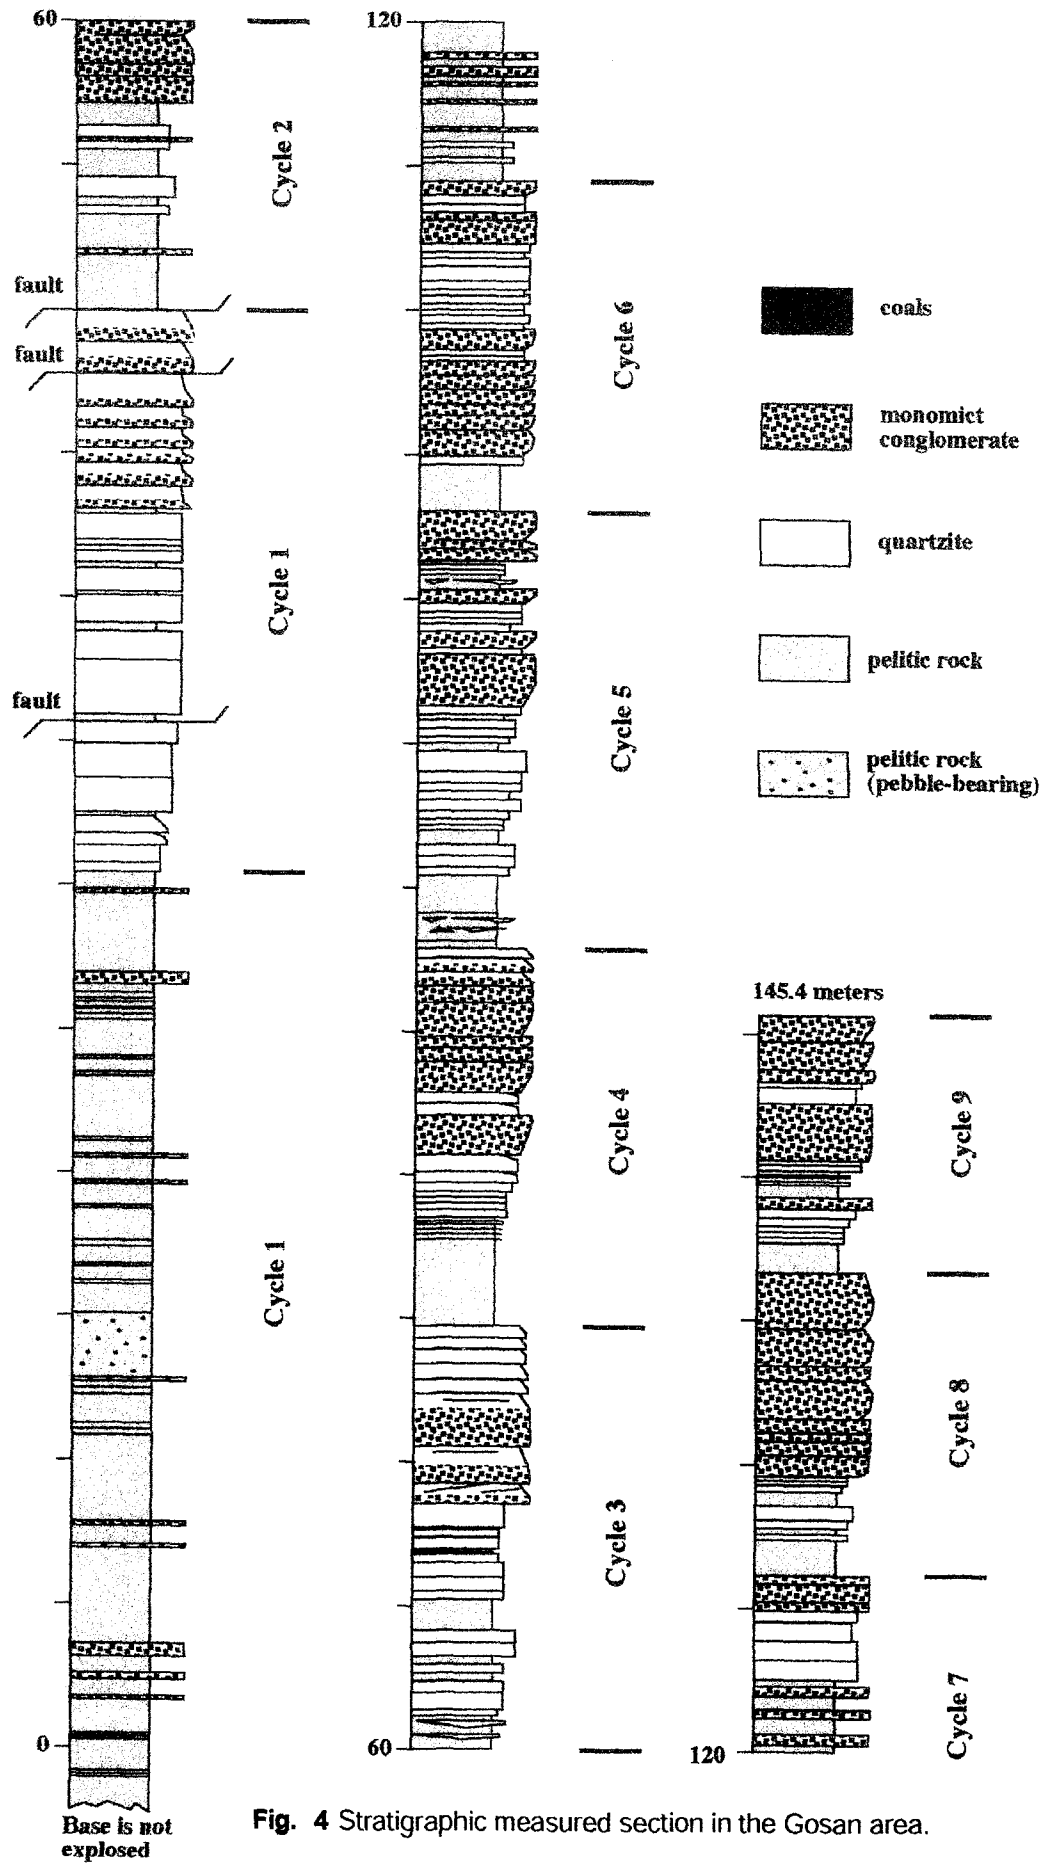 60
Cycle 2
fault
fault
Cycle 1
fault
Cycle 1
0
Base is not
explosed
120
Cycle 6
Cycle 5
Cycle 4
Cycle 3
60
coals
monomict
conglomerate
quartzite
pelitic rock
pelitic rock
(pebble-bearing)
145.4 meters
Cycle 9
Cycle 8
Cycle 7
120
Fig. 4 Stratigraphic measured section in the Gosan area.